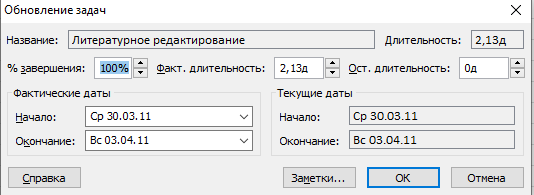 Обновление задач
Название: Литературное редактирование Длительность: 2,13д
% завершения: 100% Факт. длительность: 2,13д Ост. длительность: 0д
Фактические даты Текущие даты
Начало: Ср 30.03.11 Начало: Ср 30.03.11
Окончание: Вс 03.04.11 Окончание: Вс 03.04.11
Справка Заметки... ОК Отмена